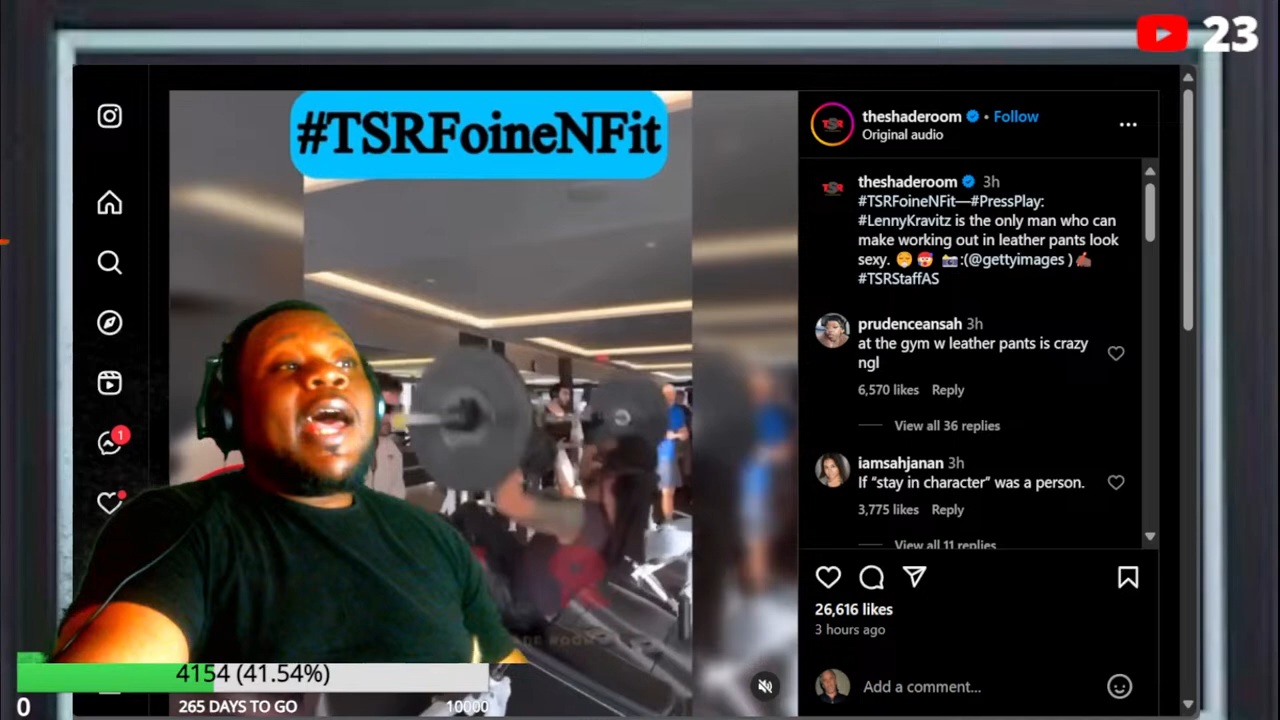 23
#TSRFoineNFit
theshaderoom • Follow
Original audio
theshaderoom 3h
#TSRFoineNFit—#PressPlay:
#LennyKravitz is the only man who can
make working out in leather pants look
sexy. 😁🤯 📸:(@gettyimages )✍🏾
#TSRStaffAS
prudenceansah 3h
at the gym w leather pants is crazy
ngl
6,570 likes Reply
View all 36 replies
iamsahjanan 3h
If “stay in character” was a person.
3,775 likes Reply
View all 11 replies
1
26,616 likes
3 hours ago
Add a comment...
4154 (41.54%)
0
265 DAYS TO GO
10000